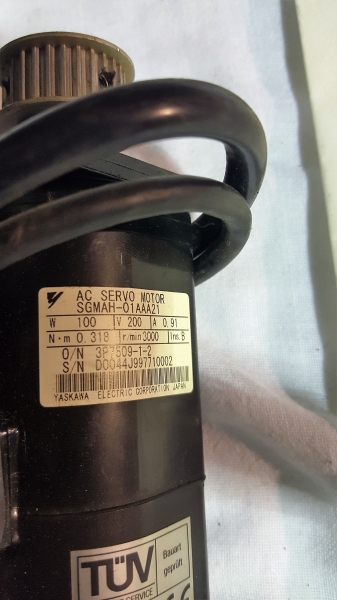 AC SERVO MOTOR
SGMAH-01AAA21
W 100 V 200 A 0.91
N·m 0.318 r/min 3000 Ins. B
O/N 3P7509-1-2
S/N D0044J997710002
YASKAWA ELECTRIC CORPORATION JAPAN
TÜV
Bauart
geprüft
SERVICE